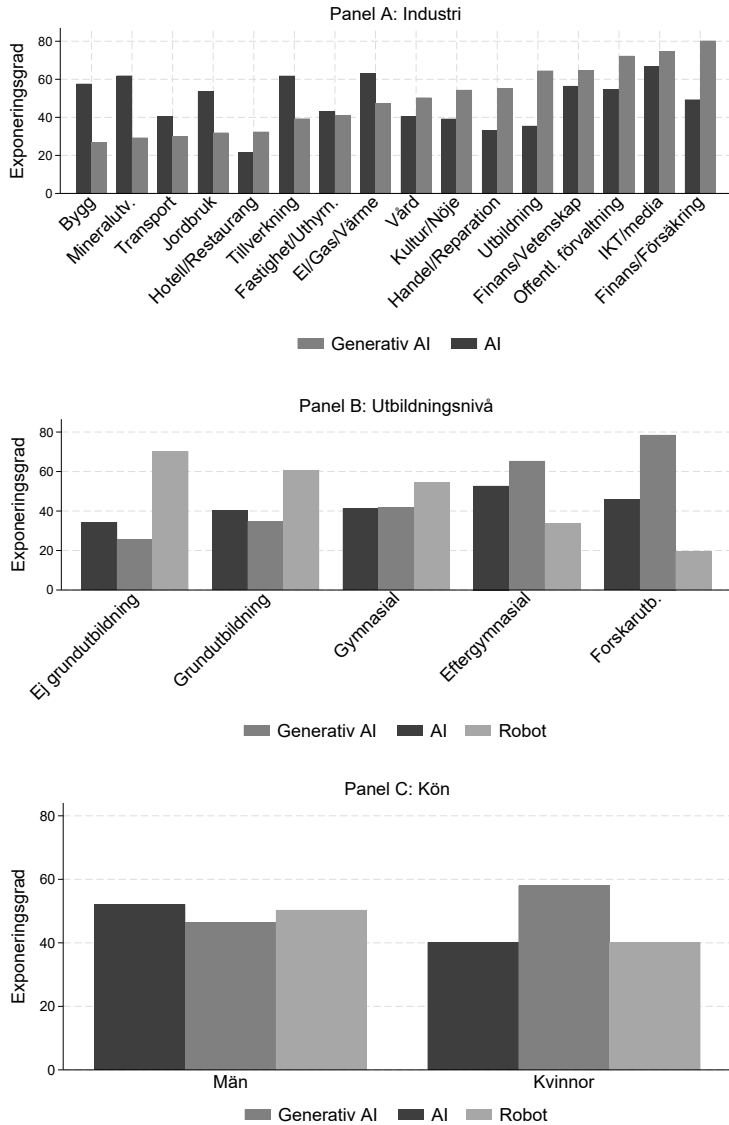 Panel A: Industri
Exponeringsgrad
80
60
40
20
0
Bygg
Mineralutv.
Transport
Jordbruk
Hotell/Restaurang
Tillverkning
Fastighet/Uthyrn.
El/Gas/Värme
Vård
Kultur/Nöje
Handel/Reparation
Utbildning
Finans/Vetenskap
Offentl. förvaltning
IKT/media
Finans/Försäkring
Generativ AI AI
Panel B: Utbildningsnivå
Exponeringsgrad
80
60
40
20
0
Ej grundutbildning
Grundutbildning
Gymnasial
Eftergymnasial
Forskarutb.
Generativ AI AI Robot
Panel C: Kön
Exponeringsgrad
80
60
40
20
0
Män Kvinnor
Generativ AI AI Robot